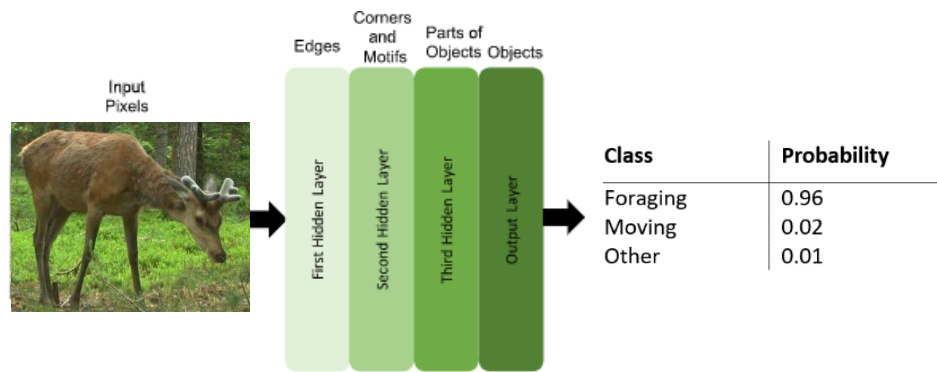 Input
Pixels
Edges
Corners
and
Motifs
Parts of
Objects
Objects
First Hidden Layer
Second Hidden Layer
Third Hidden Layer
Output Layer
Class Probability
Foraging 0.96
Moving 0.02
Other 0.01